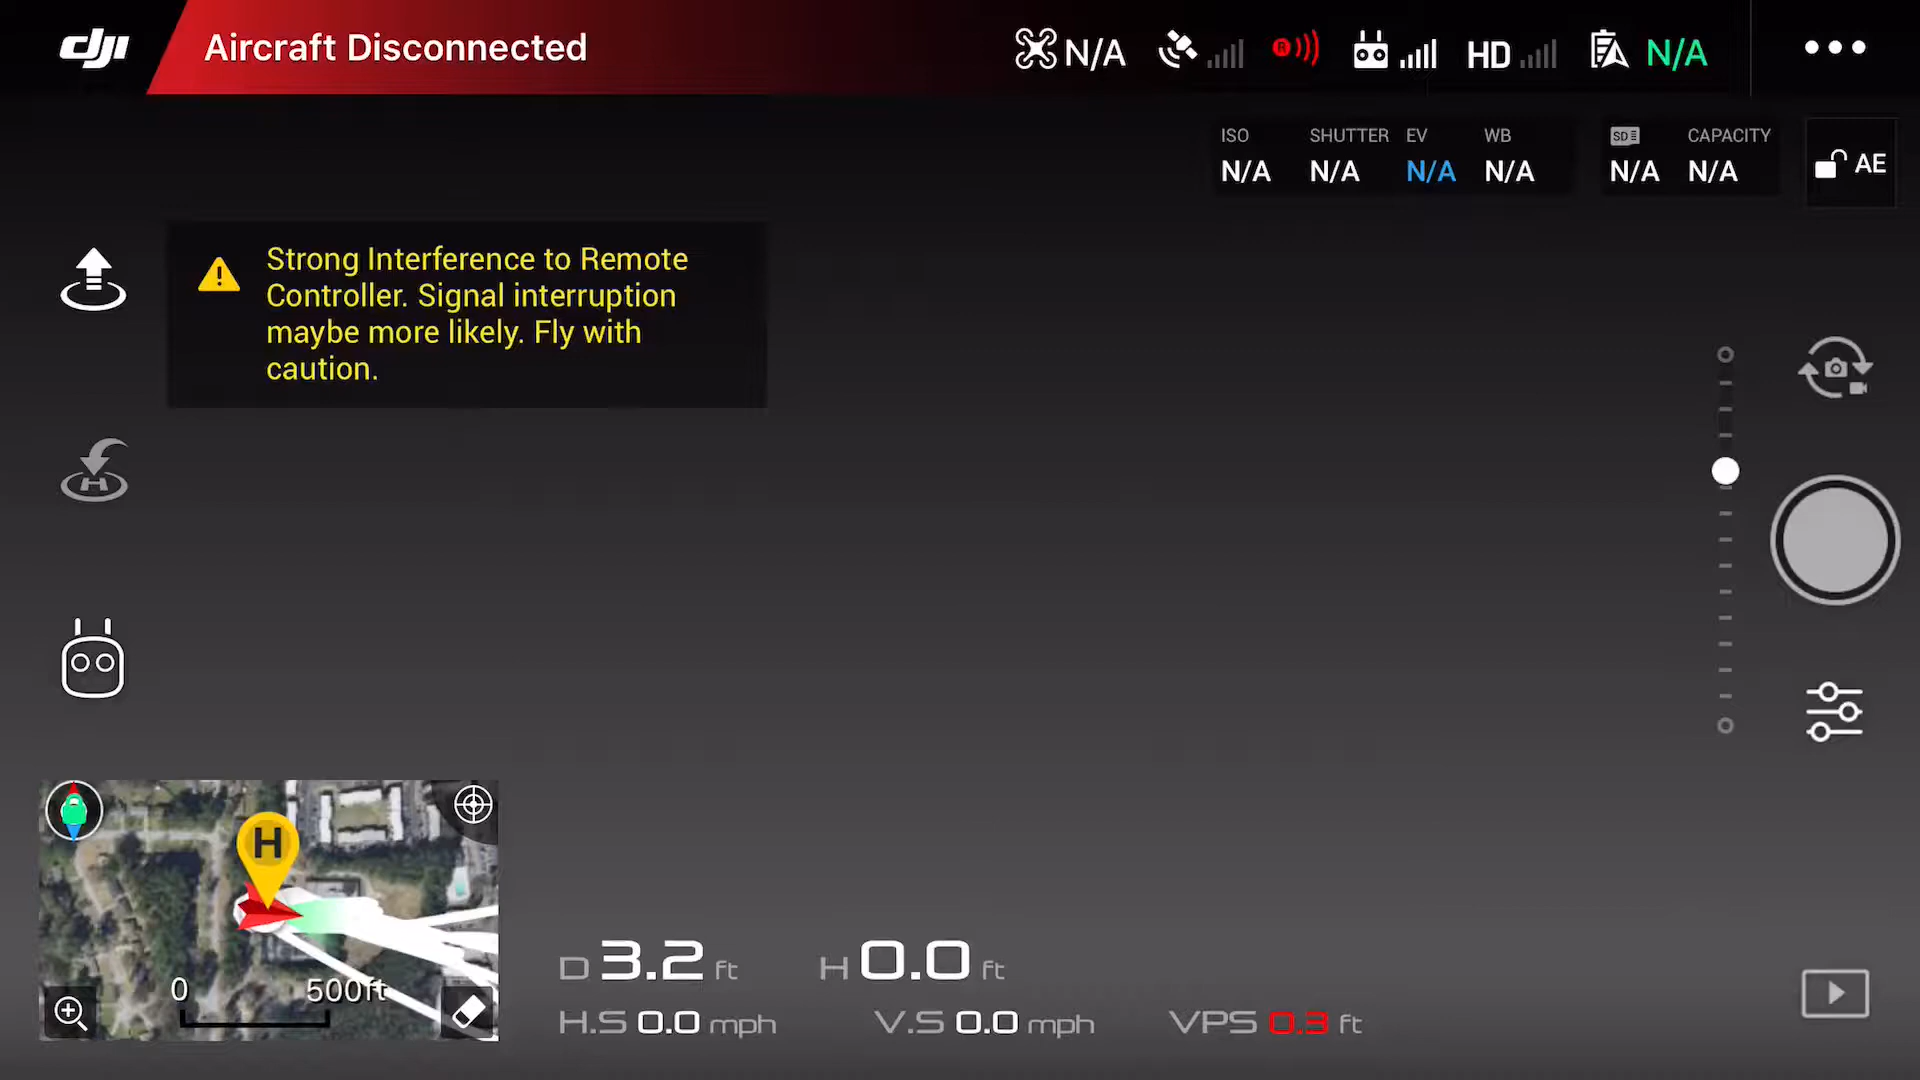 dji Aircraft Disconnected N/A HD N/A
ISO SHUTTER EV WB SD CAPACITY
N/A N/A N/A N/A N/A N/A AE
Strong Interference to Remote
Controller. Signal interruption
maybe more likely. Fly with
caution.
H
0 500ft
D 3.2 ft H 0.0 ft
H.S 0.0 mph V.S 0.0 mph VPS 0.3 ft